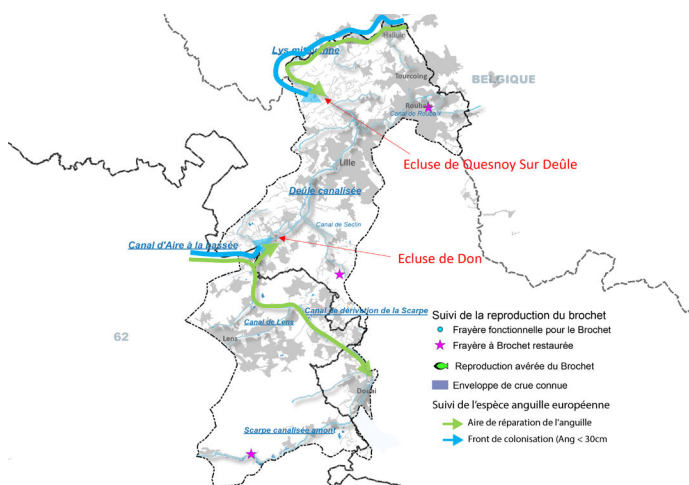 Halluin
Lys mitoyenne
Tourcoing
BELGIQUE
Roubaix
Canal de Roubaix
Ecluse de Quesnoy Sur Deûle
Lille
Deûle canalisée
Canal de Seclin
Canal d'Aire à la bassée
Ecluse de Don
Canal de dérivation de la Scarpe
Canal de Lens
62
Lens
Douai
Scarpe canalisée amont
Suivi de la reproduction du brochet
Frayère fonctionnelle pour le Brochet
Frayère à Brochet restaurée
Reproduction avérée du Brochet
Enveloppe de crue connue
Suivi de l'espèce anguille européenne
Aire de réparation de l'anguille
Front de colonisation (Ang < 30cm